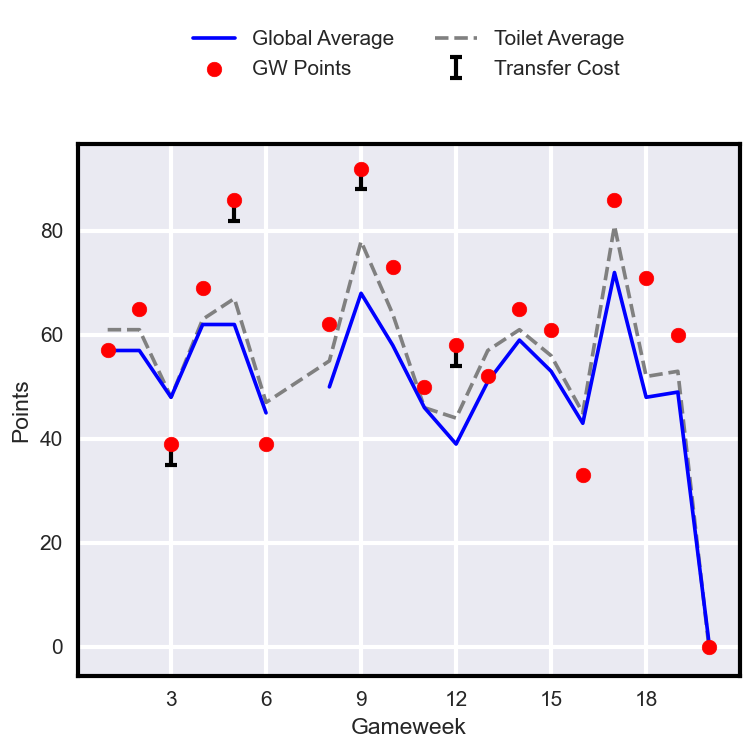 Global Average
Toilet Average
GW Points
Transfer Cost
80
60
40
20
0
Points
3
6
9
12
15
18
Gameweek